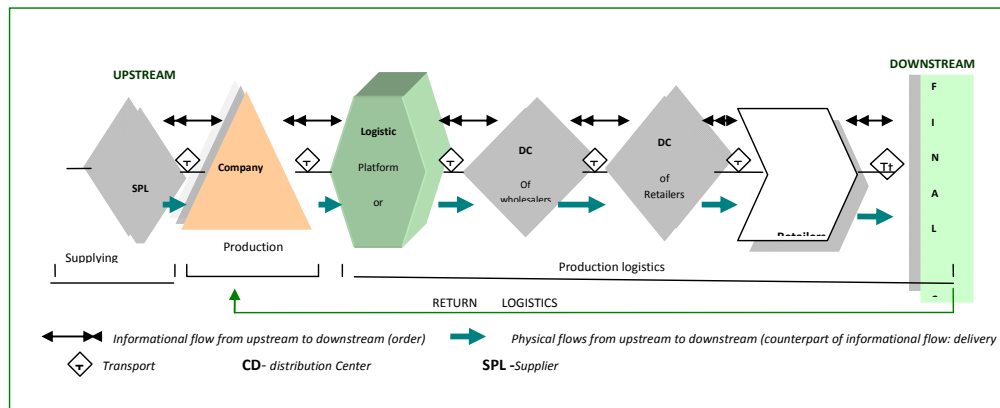 DOWNSTREAM
UPSTREAM
F
I
N
A
L
Logistic
Platform
or
DC
Of
wholesalers
DC
of
Retailers
Company
SPL
Tt
Retailers
Supplying
Production
Production logistics
RETURN LOGISTICS
Informational flow from upstream to downstream (order)
Physical flows from upstream to downstream (counterpart of informational flow: delivery
Transport
CD- distribution Center
SPL -Supplier